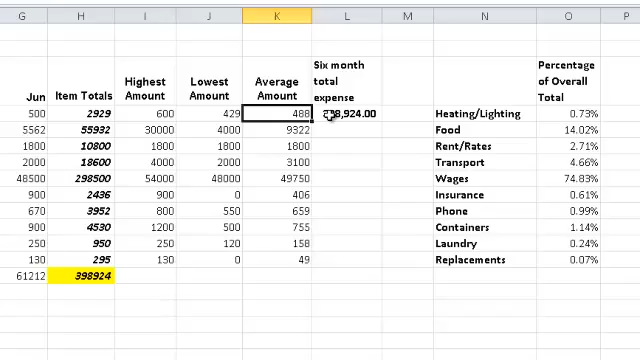 G H I J K L M N O P
Six month total expense
Percentage of Overall Total
Jun Item Totals Highest Amount Lowest Amount Average Amount
500 2929 600 429 488 8,924.00 Heating/Lighting 0.73%
5562 55932 30000 4000 9322 Food 14.02%
1800 10800 1800 1800 1800 Rent/Rates 2.71%
2000 18600 4000 2000 3100 Transport 4.66%
48500 298500 54000 48000 49750 Wages 74.83%
900 2436 900 0 406 Insurance 0.61%
670 3952 800 550 659 Phone 0.99%
900 4530 1200 500 755 Containers 1.14%
250 950 250 120 158 Laundry 0.24%
130 295 130 0 49 Replacements 0.07%
61212 398924